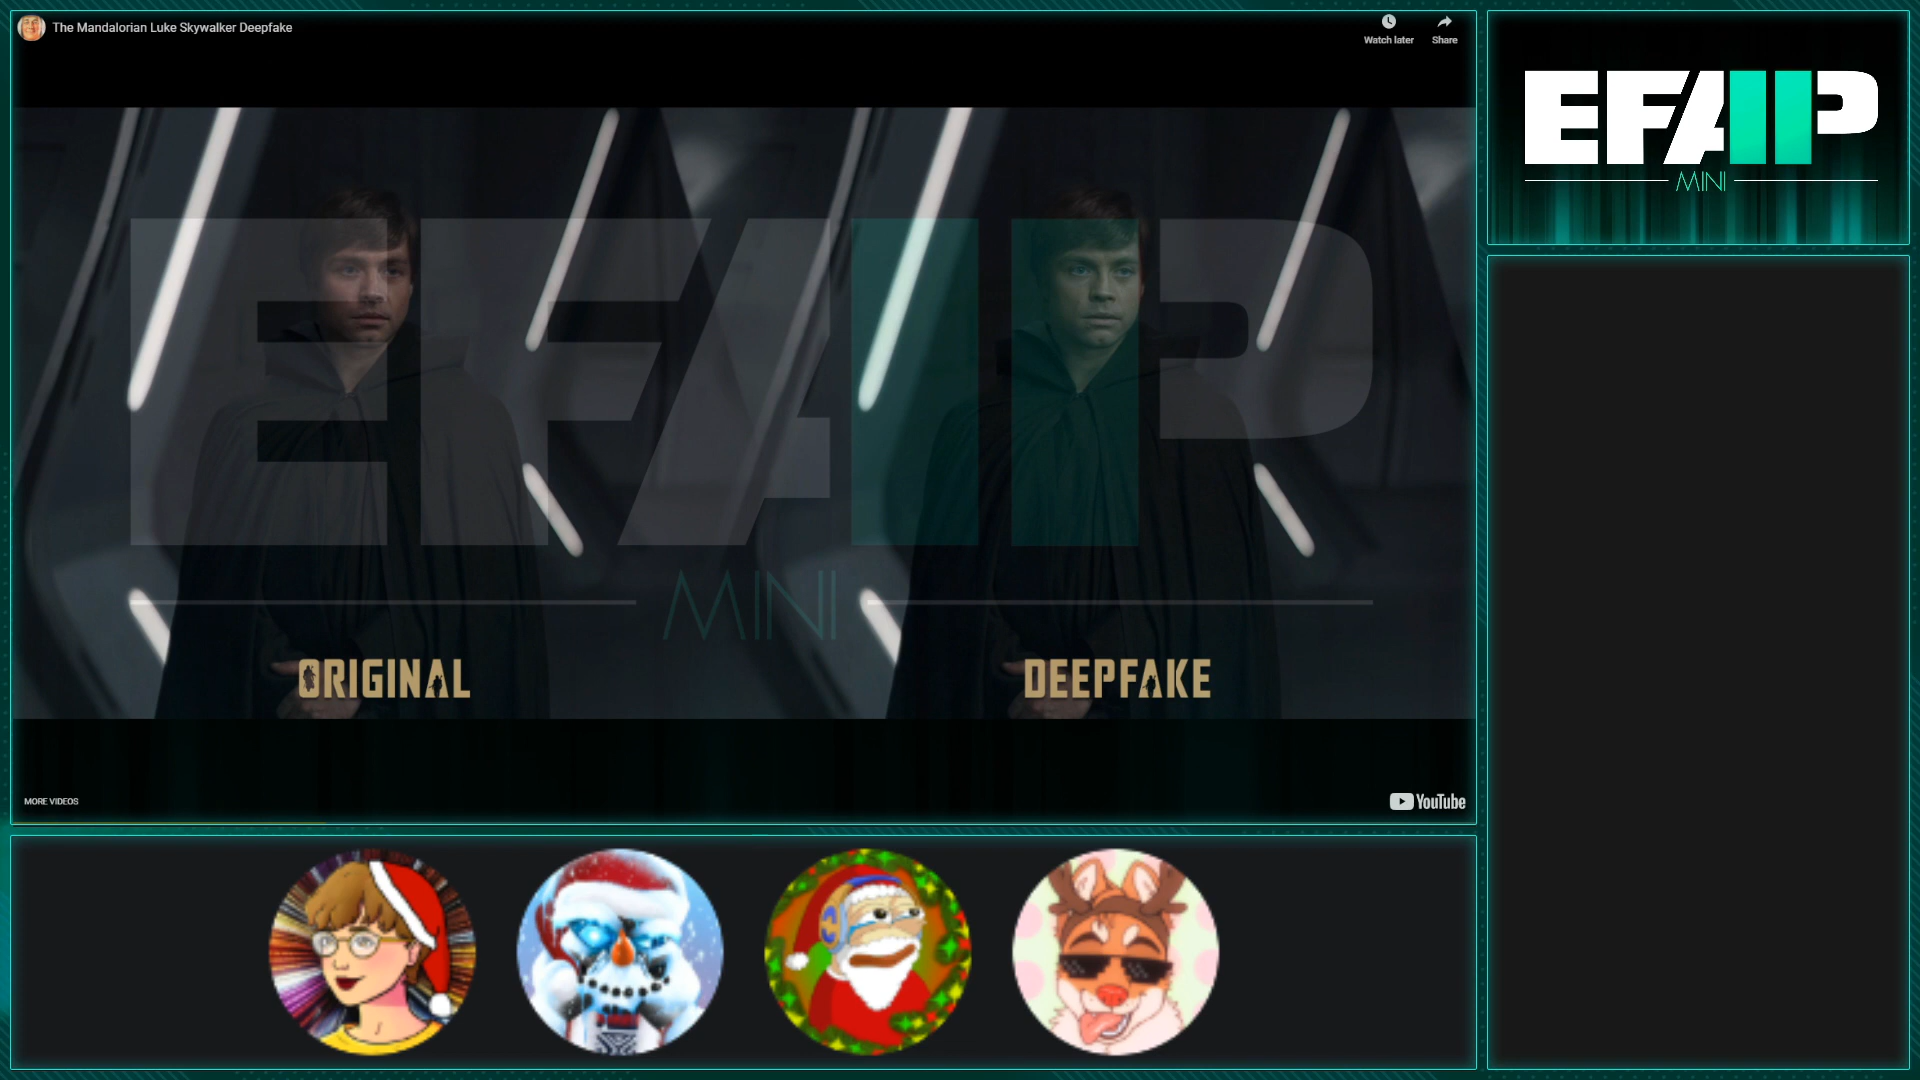 The Mandalorian Luke Skywalker Deepfake
Watch later
Share
EFAP
MINI
EFAP
MINI
ORIGINAL
DEEPFAKE
MORE VIDEOS
YouTube